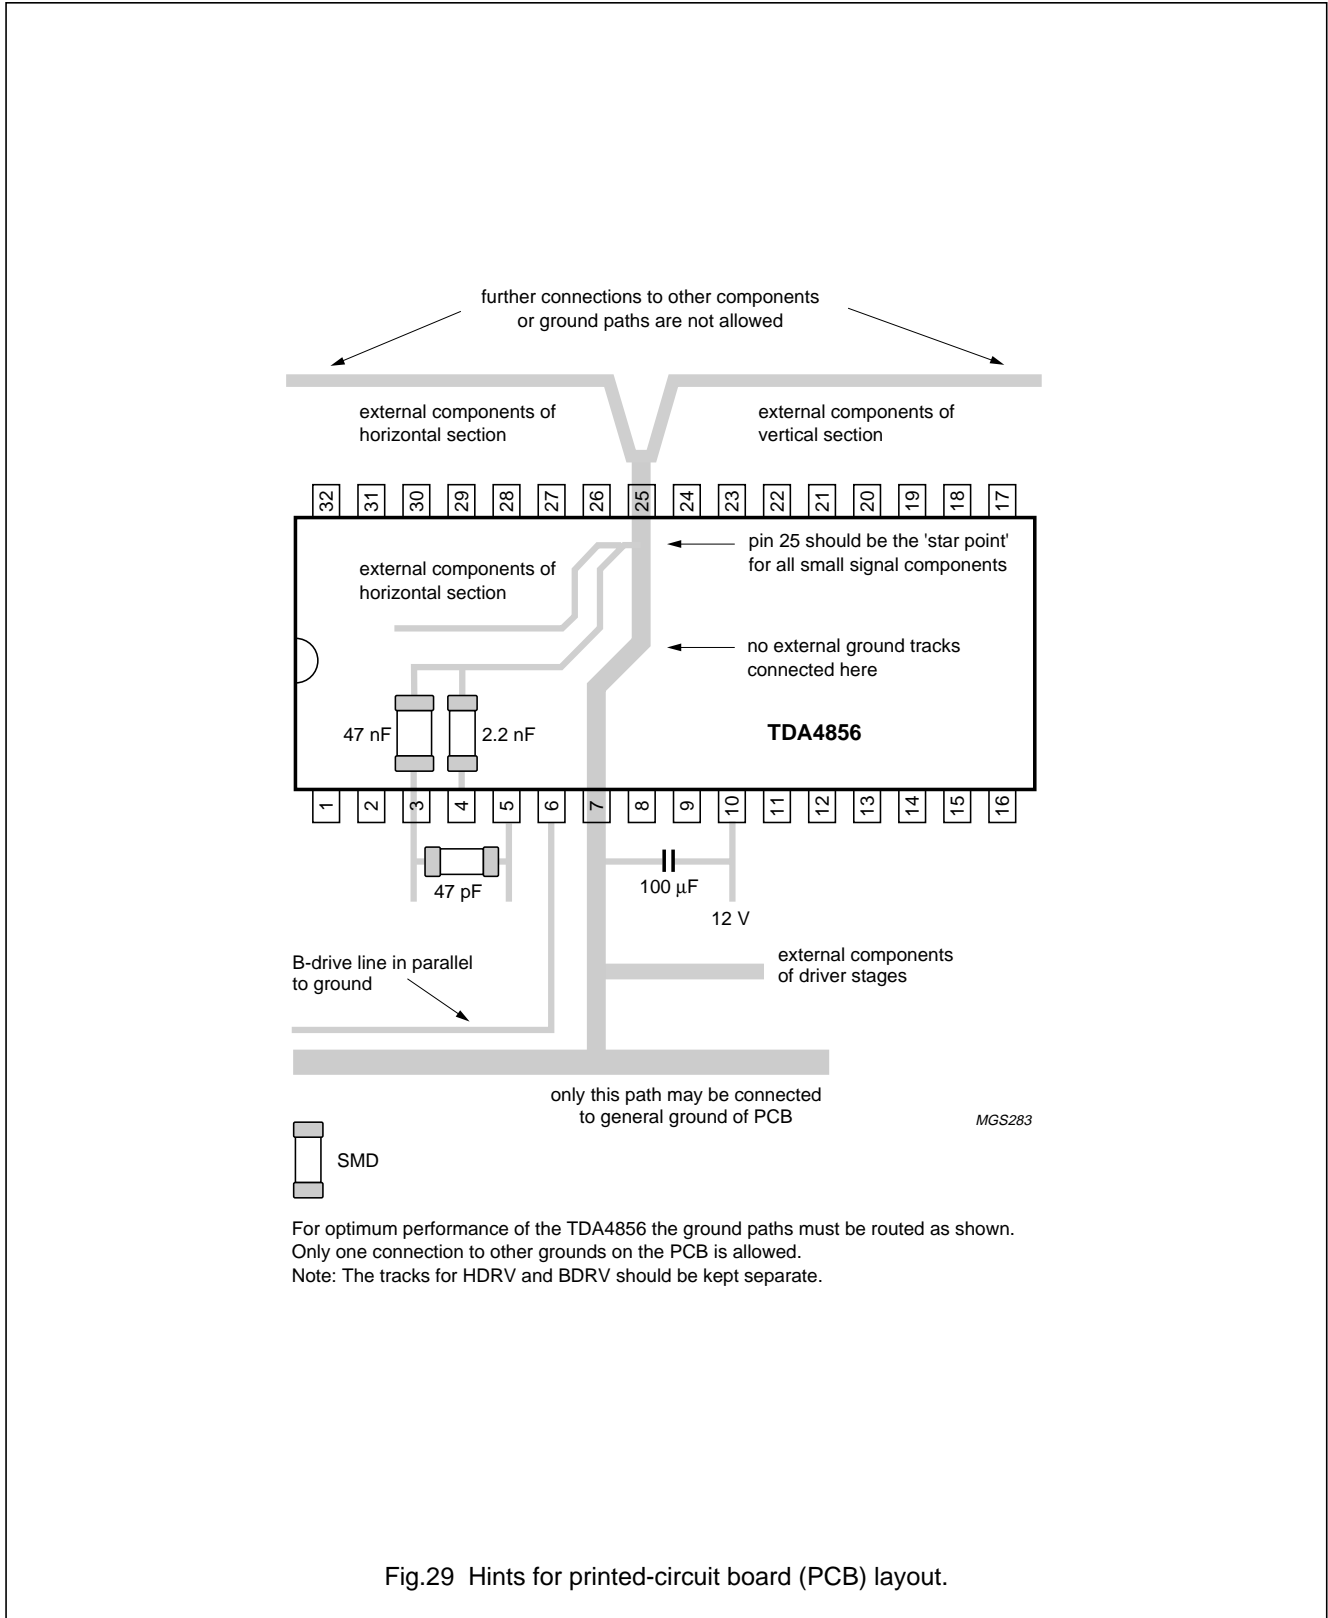 further connections to other components
or ground paths are not allowed
external components of
horizontal section
external components of
vertical section
32 31 30 29 28 27 26 25 24 23 22 21 20 19 18 17
pin 25 should be the 'star point'
for all small signal components
external components of
horizontal section
no external ground tracks
connected here
47 nF
2.2 nF
TDA4856
1 2 3 4 5 6 7 8 9 10 11 12 13 14 15 16
47 pF
100 μF
12 V
B-drive line in parallel
to ground
external components
of driver stages
only this path may be connected
to general ground of PCB
MGS283
SMD
For optimum performance of the TDA4856 the ground paths must be routed as shown.
Only one connection to other grounds on the PCB is allowed.
Note: The tracks for HDRV and BDRV should be kept separate.
Fig.29 Hints for printed-circuit board (PCB) layout.